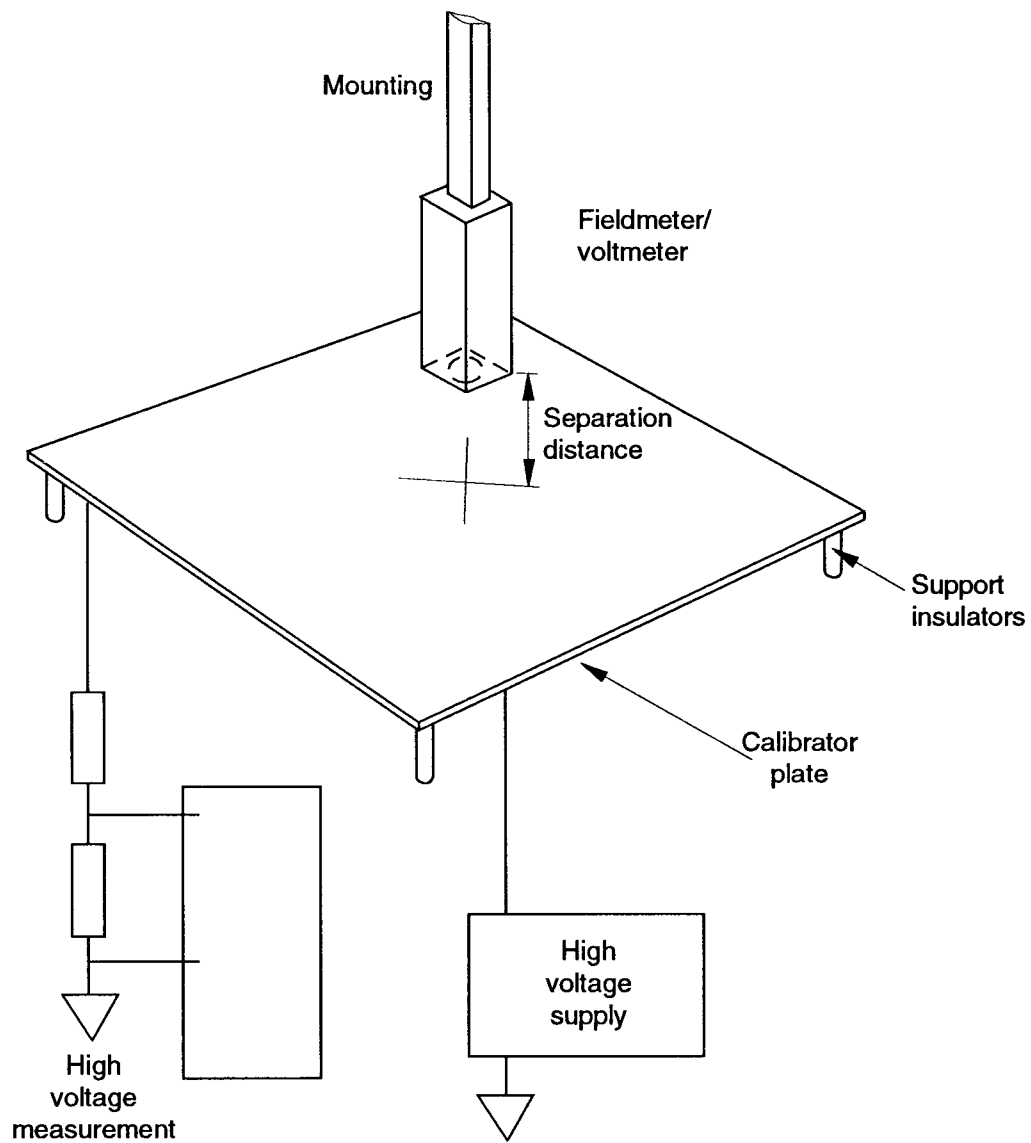 Mounting
Fieldmeter/
voltmeter
Separation
distance
Support
insulators
Calibrator
plate
High
voltage
supply
High
voltage
measurement